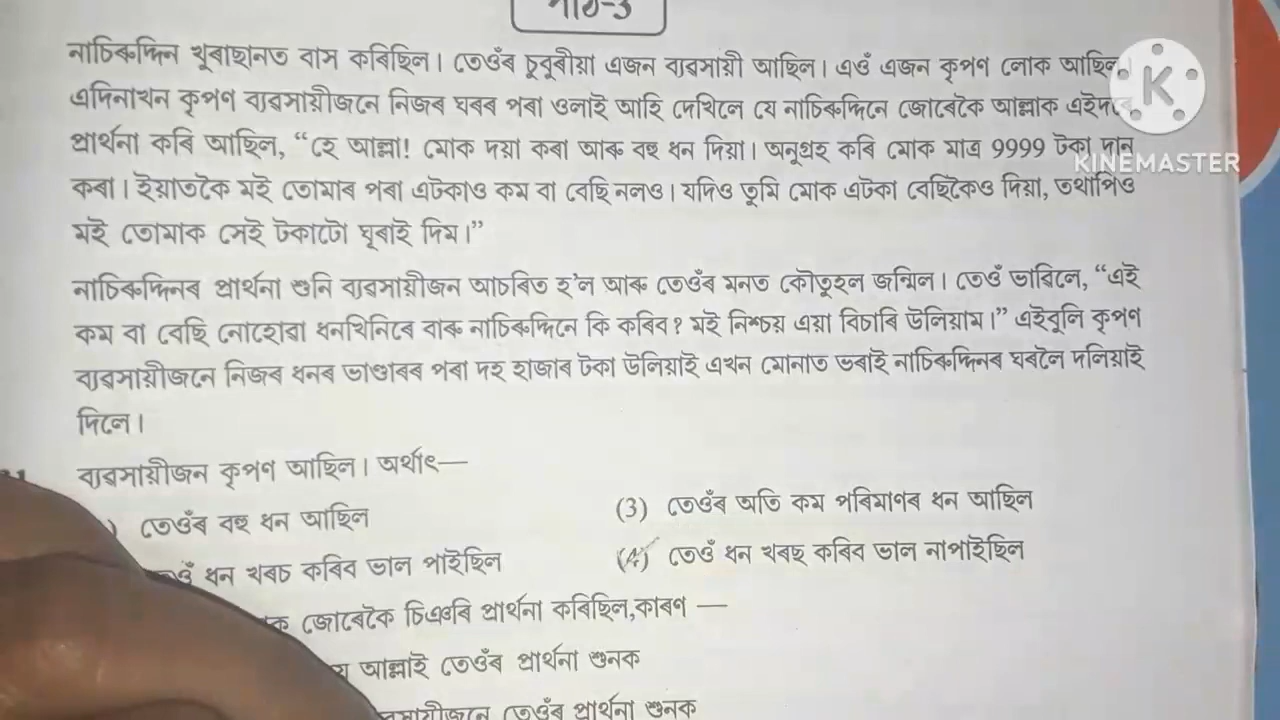 পাঠ-3
নাচিৰুদ্দিন খুৰাছানত বাস কৰিছিল। তেওঁৰ চুবুৰীয়া এজন ব্যৱসায়ী আছিল। এওঁ এজন কৃপণ লোক আছিল।
এদিনাখন কৃপণ ব্যৱসায়ীজনে নিজৰ ঘৰৰ পৰা ওলাই আহি দেখিলে যে নাচিৰুদ্দিনে জোৰেৰে আল্লাক এইদৰে
প্ৰাৰ্থনা কৰি আছিল, “হে আল্লা! মোক দয়া কৰা আৰু বহু ধন দিয়া। অনুগ্ৰহ কৰি মোক মাত্ৰ 9999 টকা দান
কৰা। ইয়াতকৈ মই তোমাৰ পৰা এটকাও কম বা বেছি নলও। যদিও তুমি মোক এটকা বেছিকৈও দিয়া, তথাপিও
মই তোমাক সেই টকাটো ঘূৰাই দিম।”
নাচিৰুদ্দিনৰ প্ৰাৰ্থনা শুনি ব্যৱসায়ীজন আচৰিত হ'ল আৰু তেওঁৰ মনত কৌতূহল জন্মিল। তেওঁ ভাবিলে, “এই
কম বা বেছি নোহোৱা ধনখিনিৰে বাৰু নাচিৰুদ্দিনে কি কৰিব? মই নিশ্চয় এয়া বিচাৰি উলিয়াম।” এইবুলি কৃপণ
ব্যৱসায়ীজনে নিজৰ ধনৰ ভাণ্ডাৰৰ পৰা দহ হাজাৰ টকা উলিয়াই এখন মোনাত ভৰাই নাচিৰুদ্দিনৰ ঘৰলৈ দলিয়াই
দিলে।
ব্যৱসায়ীজন কৃপণ আছিল। অৰ্থাৎ—
তেওঁৰ বহু ধন আছিল (3) তেওঁৰ অতি কম পৰিমাণৰ ধন আছিল
ধন খৰচ কৰিব ভাল পাইছিল (4) তেওঁ ধন খৰছ কৰিব ভাল নাপাইছিল
জোৰেৰে চিঞৰি প্ৰাৰ্থনা কৰিছিল,কাৰণ —
আল্লাই তেওঁৰ প্ৰাৰ্থনা শুনক
তেওঁৰ প্ৰাৰ্থনা শুনক
K
KINEMASTER